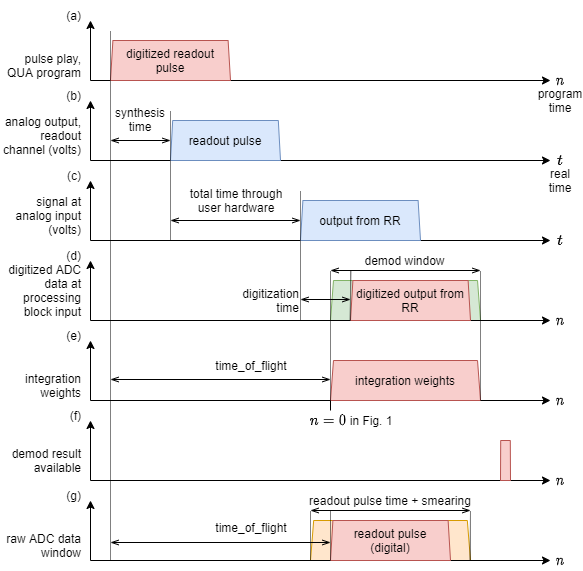 (a)
pulse play,
QUA program
digitized readout
pulse
n
program
time
(b)
analog output,
readout
channel (volts)
synthesis
time
readout pulse
t
real
time
(c)
signal at
analog input
(volts)
total time through
user hardware
output from RR
t
(d)
digitized ADC
data at
processing
block input
digitization
time
demod window
digitized output from
RR
n
(e)
integration
weights
time_of_flight
integration weights
n
n = 0 in Fig. 1
(f)
demod result
available
n
(g)
raw ADC data
window
time_of_flight
readout pulse time + smearing
readout pulse
(digital)
n